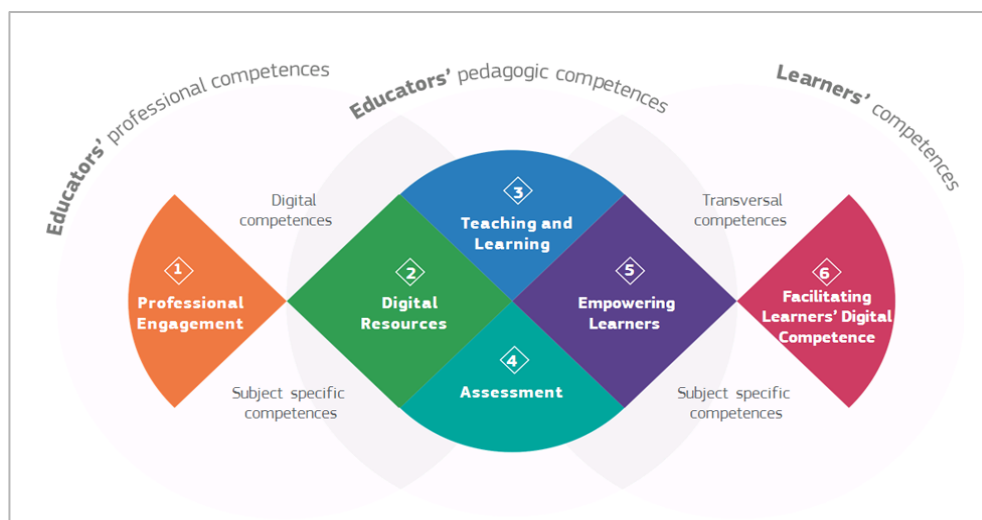 Educators' professional competences
Educators' pedagogic competences
Learners' competences
Digital
competences
Transversal
competences
1
Professional
Engagement
2
Digital
Resources
3
Teaching and
Learning
4
Assessment
5
Empowering
Learners
6
Facilitating
Learners' Digital
Competence
Subject specific
competences
Subject specific
competences